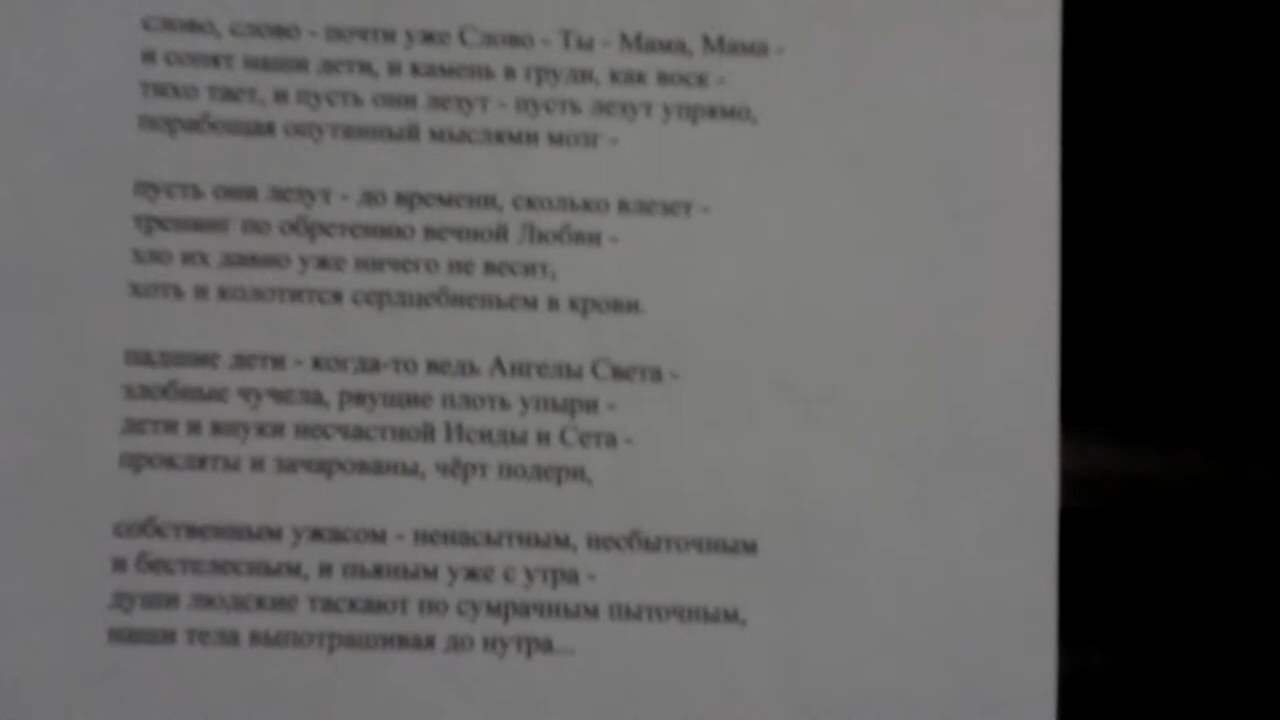 слово, слово - почти уже Слово - Ты - Мама, Мама -
и сопят наши дети, и камень в груди, как воск -
тихо тает, и пусть они лезут - пусть лезут упрямо,
порабощая опутанный мыслями мозг -
пусть они лезут - до времени, сколько влезет -
тренинг по обретению вечной Любви -
зло их давно уже ничего не весит,
хоть и колотится сердцебиеньем в крови.
падшие дети - когда-то ведь Ангелы Света -
злобные чучела, рвущие плоть упыри -
дети и внуки несчастной Исиды и Сета -
прокляты и зачарованы, чёрт подери,
собственным ужасом - ненасытным, несбыточным
и бестелесным, и пьяным уже с утра -
души людские таскают по сумрачным пыточным,
наши тела выпотрашивая до нутра...